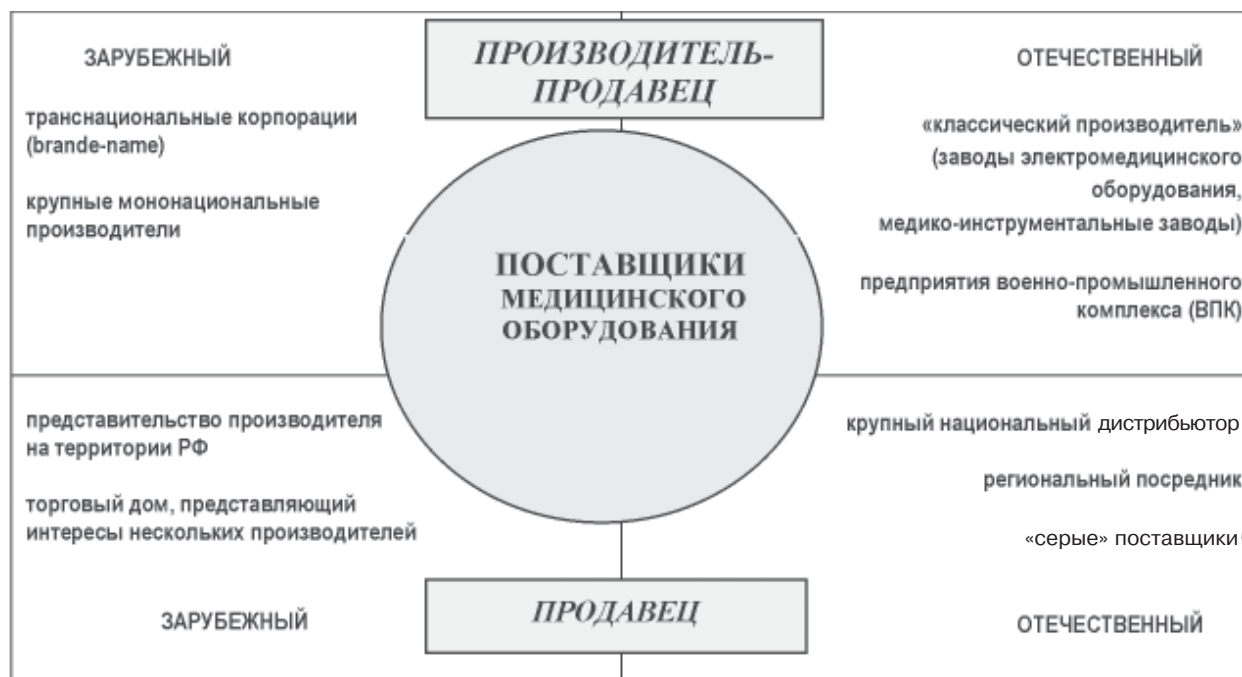 ЗАРУБЕЖНЫЙ
транснациональные корпорации
(brande-name)
крупные мононациональные
производители
ПРОИЗВОДИТЕЛЬ-
ПРОДАВЕЦ
ОТЕЧЕСТВЕННЫЙ
«классический производитель»
(заводы электромедицинского
оборудования,
медико-инструментальные заводы)
предприятия военно-промышленного
комплекса (ВПК)
ПОСТАВЩИКИ
МЕДИЦИНСКОГО
ОБОРУДОВАНИЯ
представительство производителя
на территории РФ
торговый дом, представляющий
интересы нескольких производителей
ЗАРУБЕЖНЫЙ
ПРОДАВЕЦ
крупный национальный дистрибьютор
региональный посредник
«серые» поставщики
ОТЕЧЕСТВЕННЫЙ